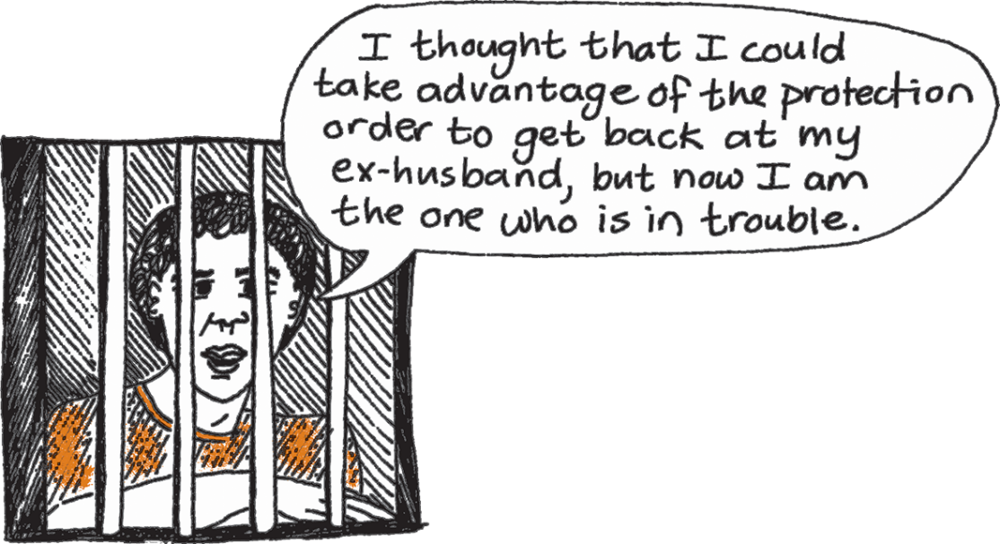 I thought that I could
take advantage of the protection
order to get back at my
ex-husband, but now I am
the one who is in trouble.